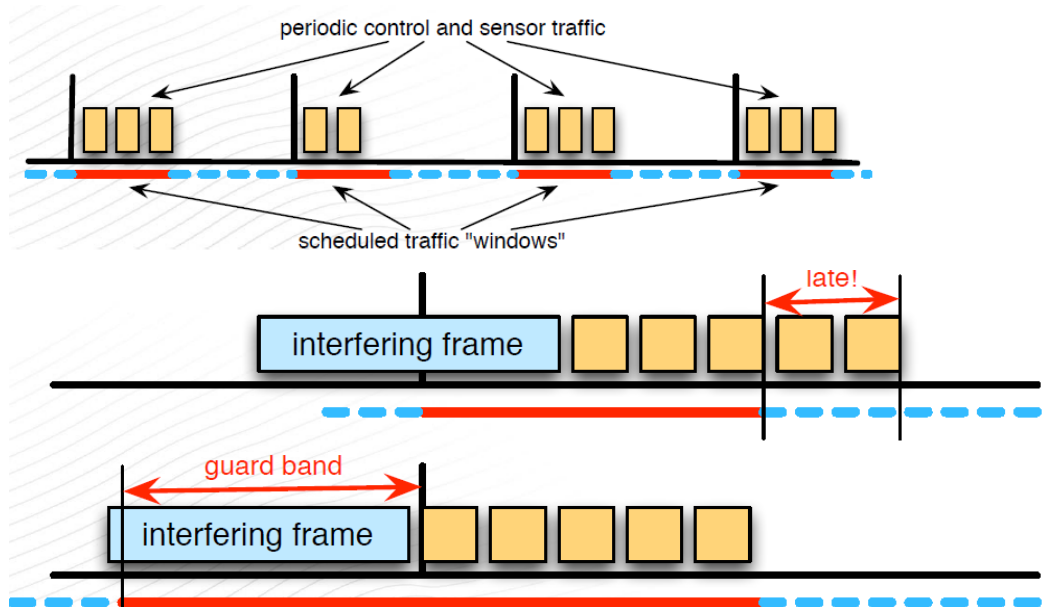 periodic control and sensor traffic
scheduled traffic "windows"
late!
interfering frame
guard band
interfering frame